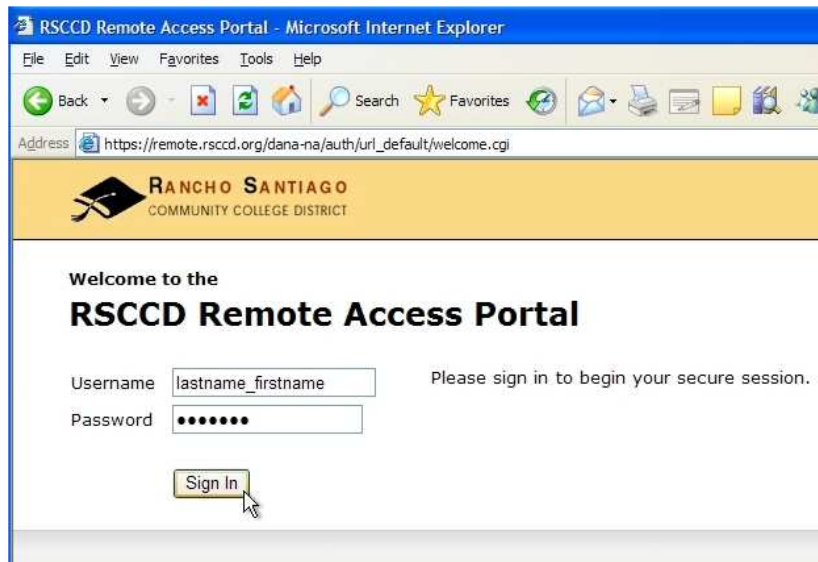 RSCCD Remote Access Portal - Microsoft Internet Explorer
File Edit View Favorites Tools Help
Back Search Favorites
Address https://remote.rsccd.org/dana-na/auth/url_default/welcome.cgi
RANCHO SANTIAGO
COMMUNITY COLLEGE DISTRICT
Welcome to the
RSCCD Remote Access Portal
Username lastname_firstname Please sign in to begin your secure session.
Password •••••••
Sign In